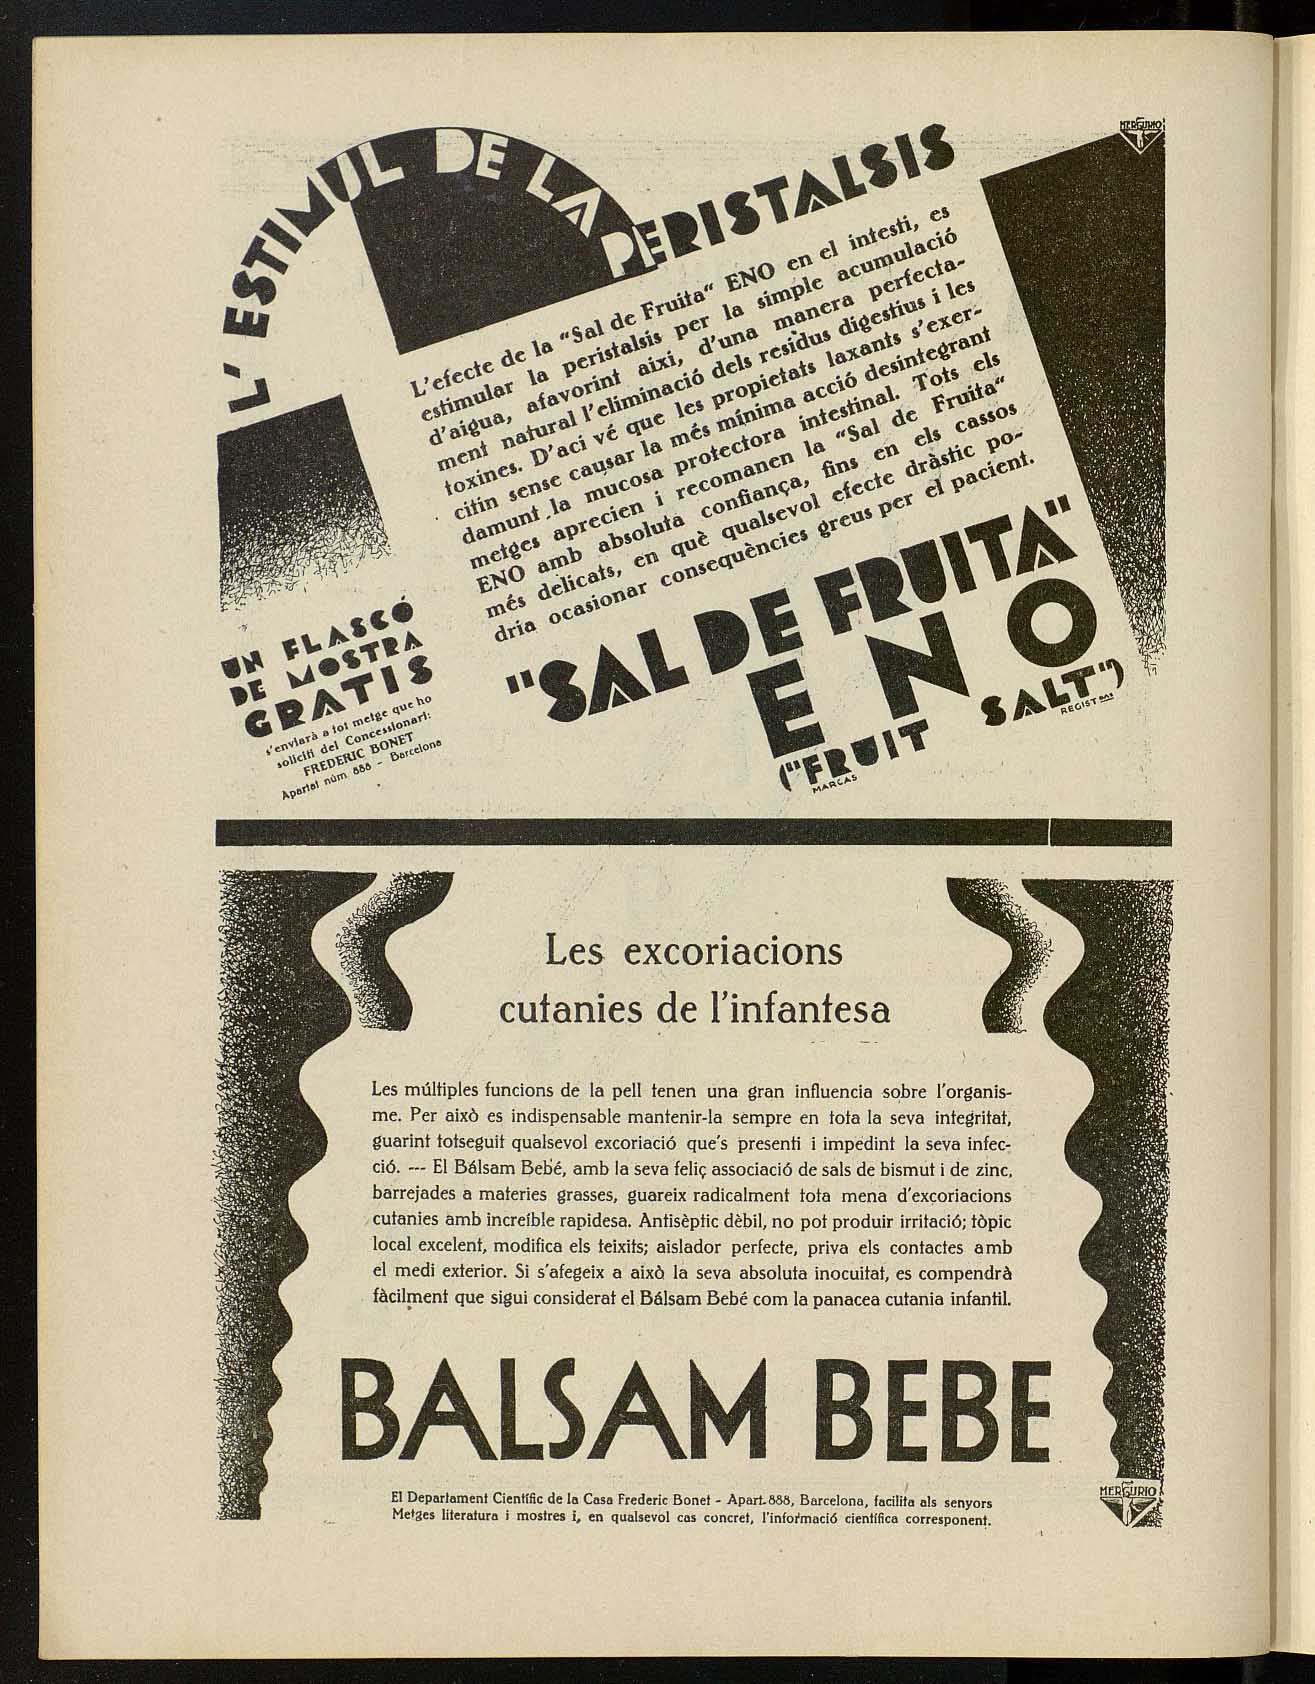 MERCURIO
L'ESTIMUL DE LA PERISTALSIS
L'efecte de la "Sal de Fruita" ENO en el intesti, es
estimular la peristalsis per la simple acumulació
d'aigua, afavorint aixi, d'una manera perfecta-
ment natural l'eliminació dels residus digestius i les
toxines. D'aci vé que les propietats laxants s'exer-
citin sense causar la més mínima acció desintegrant
damunt la mucosa protectora intestinal. Tots els
metges aprecien i recomanen la "Sal de Fruita"
ENO amb absoluta confiança, fins en els cassos
més delicats, en què qualsevol efecte dràstic po-
dria ocasionar consequències greus per el pacient.
UN FLASCÓ
DE MOSTRA
GRATIS
s'enviarà a tot metge que ho
soliciti del Concessionari:
FREDERIC BONET
Apartat núm. 888 - Barcelona
"SAL DE FRUITA"
ENO
("FRUIT SALT")
MARCAS REGIST DAS
Les excoriacions
cutanies de l'infantesa
Les múltiples funcions de la pell tenen una gran influencia sobre l'organis-
me. Per això es indispensable mantenir-la sempre en tota la seva integritat,
guarint totseguit qualsevol excoriació que's presenti i impedint la seva infec-
ció. --- El Bálsam Bebé, amb la seva feliç associació de sals de bismut i de zinc,
barrejades a materies grasses, guareix radicalment tota mena d'excoriacions
cutanies amb increíble rapidesa. Antisèptic dèbil, no pot produir irritació; tòpic
local excelent, modifica els teixits; aislador perfecte, priva els contactes amb
el medi exterior. Si s'afegeix a això la seva absoluta inocuitat, es compendrà
fàcilment que sigui considerat el Bálsam Bebé com la panacea cutania infantil.
BALSAM BEBE
El Departament Científic de la Casa Frederic Bonet - Apart. 888, Barcelona, facilita als senyors
Metges literatura i mostres i, en qualsevol cas concret, l'informació científica corresponent.
MERCURIO